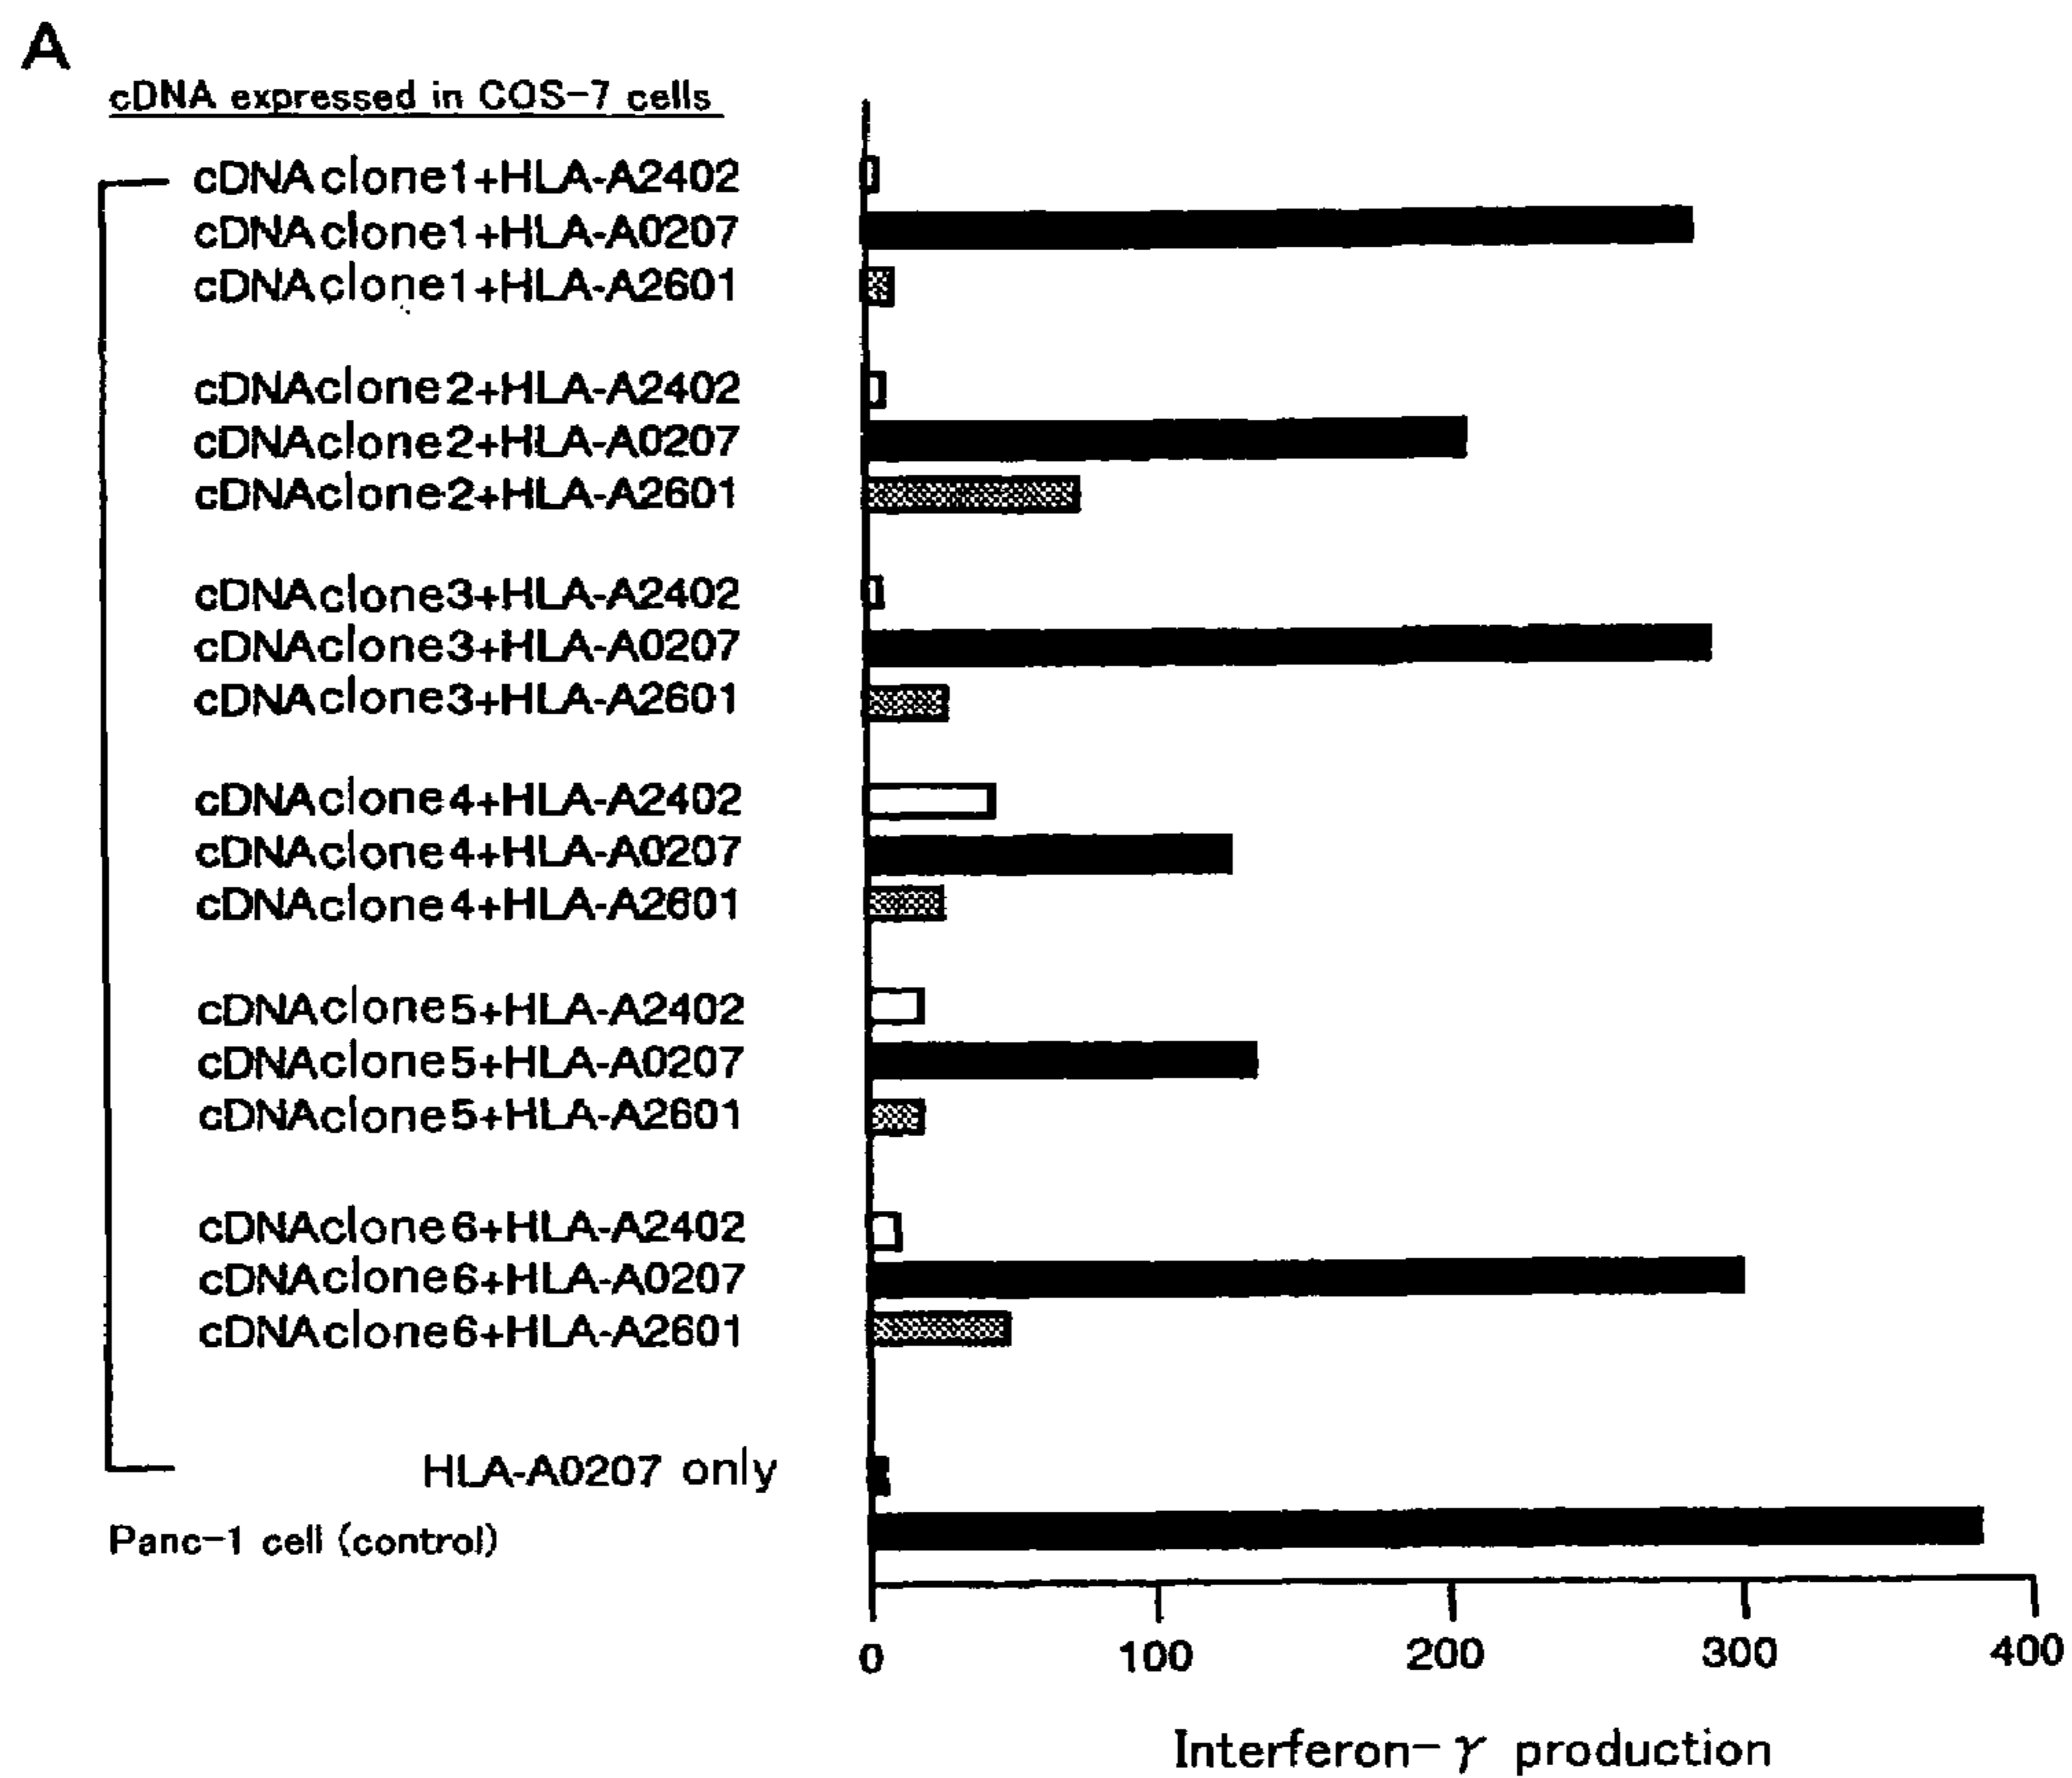 A
cDNA expressed in COS-7 cells
cDNAclone1+HLA-A2402
cDNAclone1+HLA-A0207
cDNAclone1+HLA-A2601
cDNAclone2+HLA-A2402
cDNAclone2+HLA-A0207
cDNAclone2+HLA-A2601
cDNAclone3+HLA-A2402
cDNAclone3+HLA-A0207
cDNAclone3+HLA-A2601
cDNAclone4+HLA-A2402
cDNAclone4+HLA-A0207
cDNAclone4+HLA-A2601
cDNAclone5+HLA-A2402
cDNAclone5+HLA-A0207
cDNAclone5+HLA-A2601
cDNAclone6+HLA-A2402
cDNAclone6+HLA-A0207
cDNAclone6+HLA-A2601
HLA-A0207 only
Panc-1 cell (control)
0 100 200 300 400
Interferon-γ production